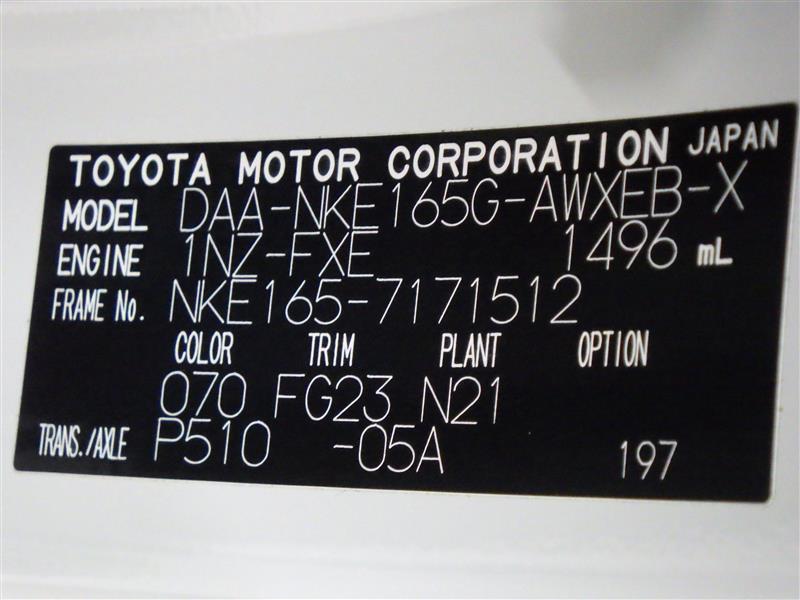 TOYOTA MOTOR CORPORATION JAPAN
MODEL DAA-NKE165G-AWXEB-X
ENGINE 1NZ-FXE 1496 mL
FRAME No. NKE165-7171512
COLOR TRIM PLANT OPTION
070 FG23 N21
TRANS./AXLE P510 -05A 197